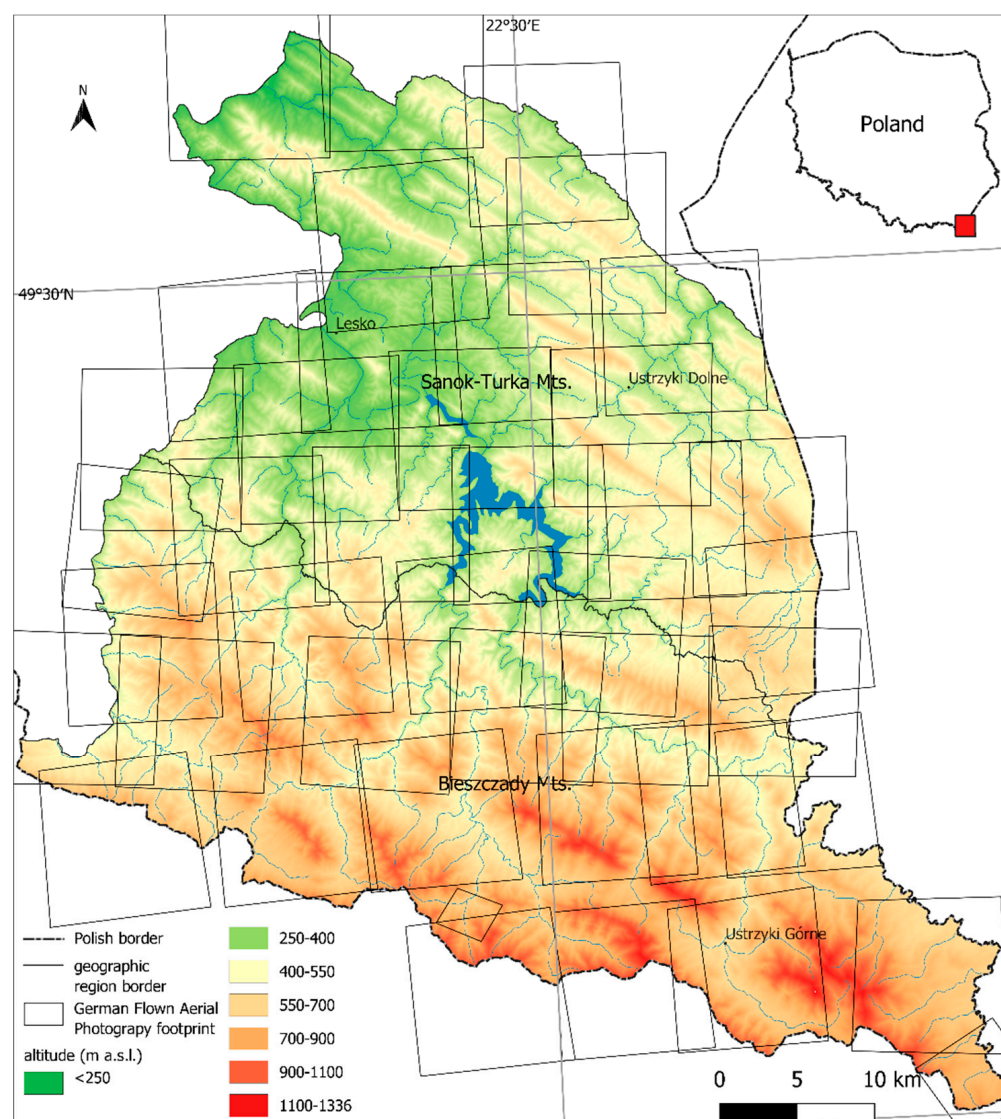 22°30'E
N
Poland
49°30'N
Lesko
Sanok-Turka Mts.
Ustrzyki Dolne
Bieszczady Mts.
Ustrzyki Górne
Polish border
geographic
region border
German Flown Aerial
Photograpy footprint
altitude (m a.s.l.)
<250
250-400
400-550
550-700
700-900
900-1100
1100-1336
0 5 10 km